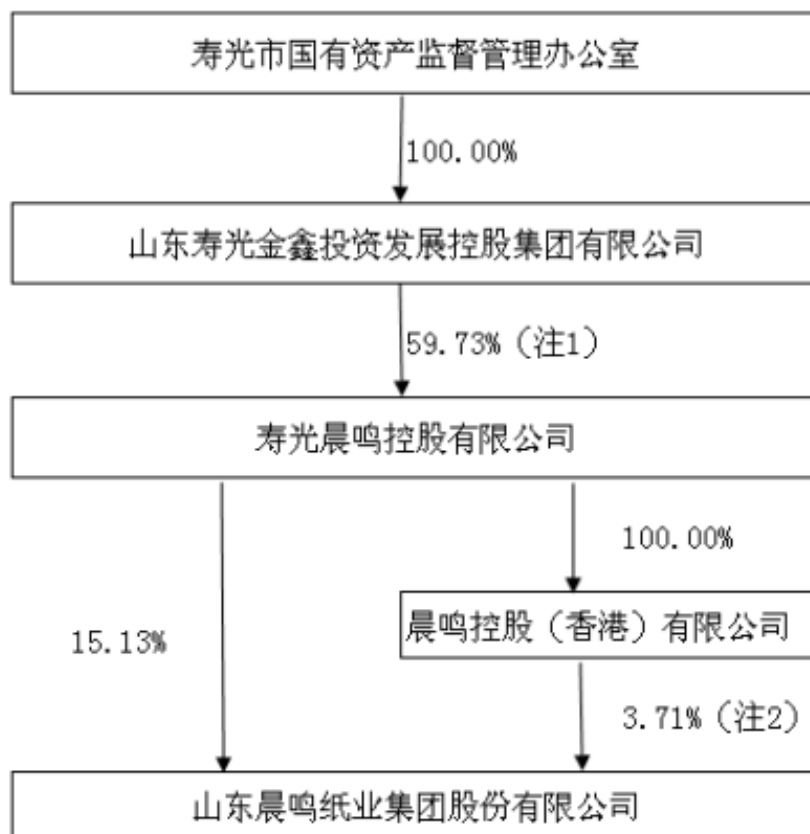 寿光市国有资产监督管理办公室
100.00%
山东寿光金鑫投资发展控股集团有限公司
59.73%（注1）
寿光晨鸣控股有限公司
100.00%
晨鸣控股（香港）有限公司
15.13%
3.71%（注2）
山东晨鸣纸业集团股份有限公司